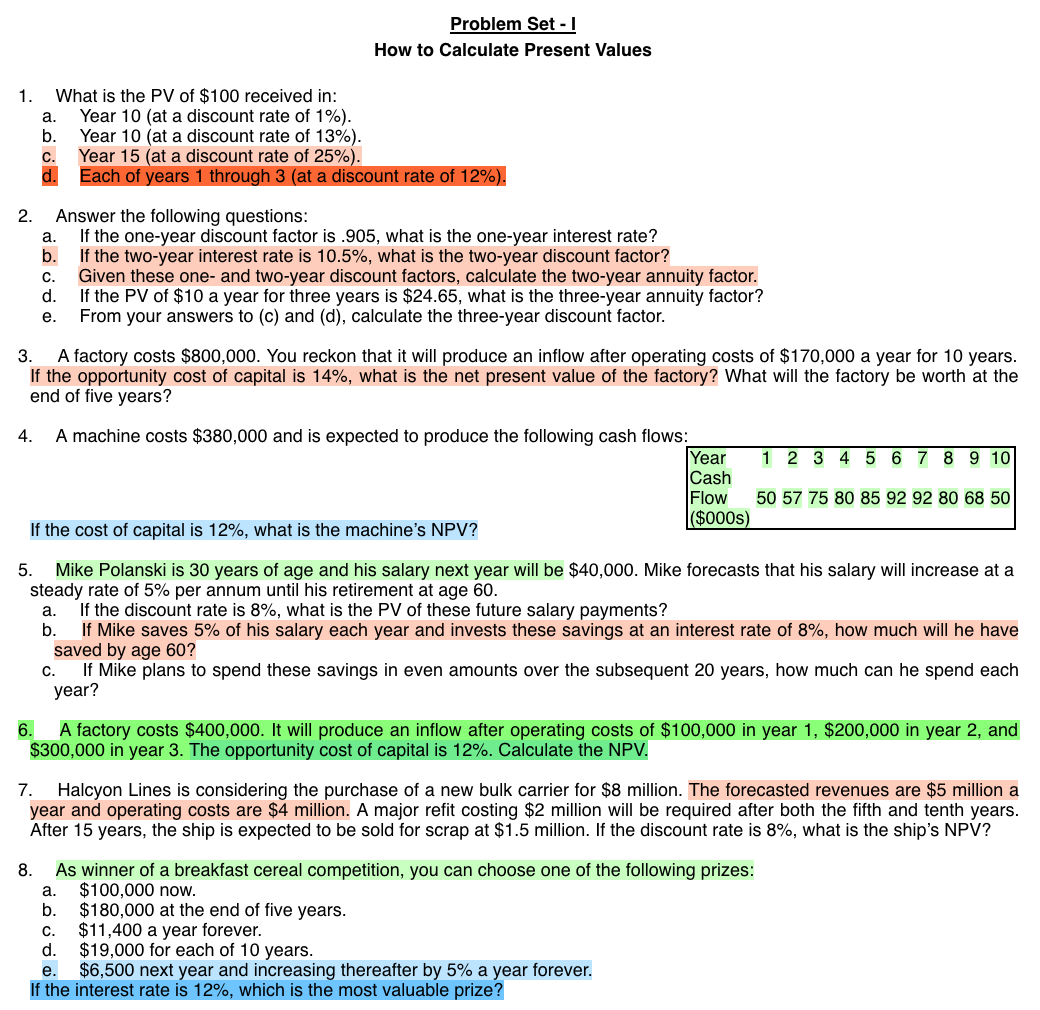 Problem Set - I
How to Calculate Present Values
1. What is the PV of $100 received in:
a. Year 10 (at a discount rate of 1%).
b. Year 10 (at a discount rate of 13%).
c. Year 15 (at a discount rate of 25%).
d. Each of years 1 through 3 (at a discount rate of 12%).
2. Answer the following questions:
a. If the one-year discount factor is .905, what is the one-year interest rate?
b. If the two-year interest rate is 10.5%, what is the two-year discount factor?
c. Given these one- and two-year discount factors, calculate the two-year annuity factor.
d. If the PV of $10 a year for three years is $24.65, what is the three-year annuity factor?
e. From your answers to (c) and (d), calculate the three-year discount factor.
3. A factory costs $800,000. You reckon that it will produce an inflow after operating costs of $170,000 a year for 10 years.
If the opportunity cost of capital is 14%, what is the net present value of the factory? What will the factory be worth at the
end of five years?
4. A machine costs $380,000 and is expected to produce the following cash flows:
Year 1 2 3 4 5 6 7 8 9 10
Cash
Flow 50 57 75 80 85 92 92 80 68 50
($000s)
If the cost of capital is 12%, what is the machine's NPV?
5. Mike Polanski is 30 years of age and his salary next year will be $40,000. Mike forecasts that his salary will increase at a
steady rate of 5% per annum until his retirement at age 60.
a. If the discount rate is 8%, what is the PV of these future salary payments?
b. If Mike saves 5% of his salary each year and invests these savings at an interest rate of 8%, how much will he have
saved by age 60?
c. If Mike plans to spend these savings in even amounts over the subsequent 20 years, how much can he spend each
year?
6. A factory costs $400,000. It will produce an inflow after operating costs of $100,000 in year 1, $200,000 in year 2, and
$300,000 in year 3. The opportunity cost of capital is 12%. Calculate the NPV.
7. Halcyon Lines is considering the purchase of a new bulk carrier for $8 million. The forecasted revenues are $5 million a
year and operating costs are $4 million. A major refit costing $2 million will be required after both the fifth and tenth years.
After 15 years, the ship is expected to be sold for scrap at $1.5 million. If the discount rate is 8%, what is the ship's NPV?
8. As winner of a breakfast cereal competition, you can choose one of the following prizes:
a. $100,000 now.
b. $180,000 at the end of five years.
c. $11,400 a year forever.
d. $19,000 for each of 10 years.
e. $6,500 next year and increasing thereafter by 5% a year forever.
If the interest rate is 12%, which is the most valuable prize?